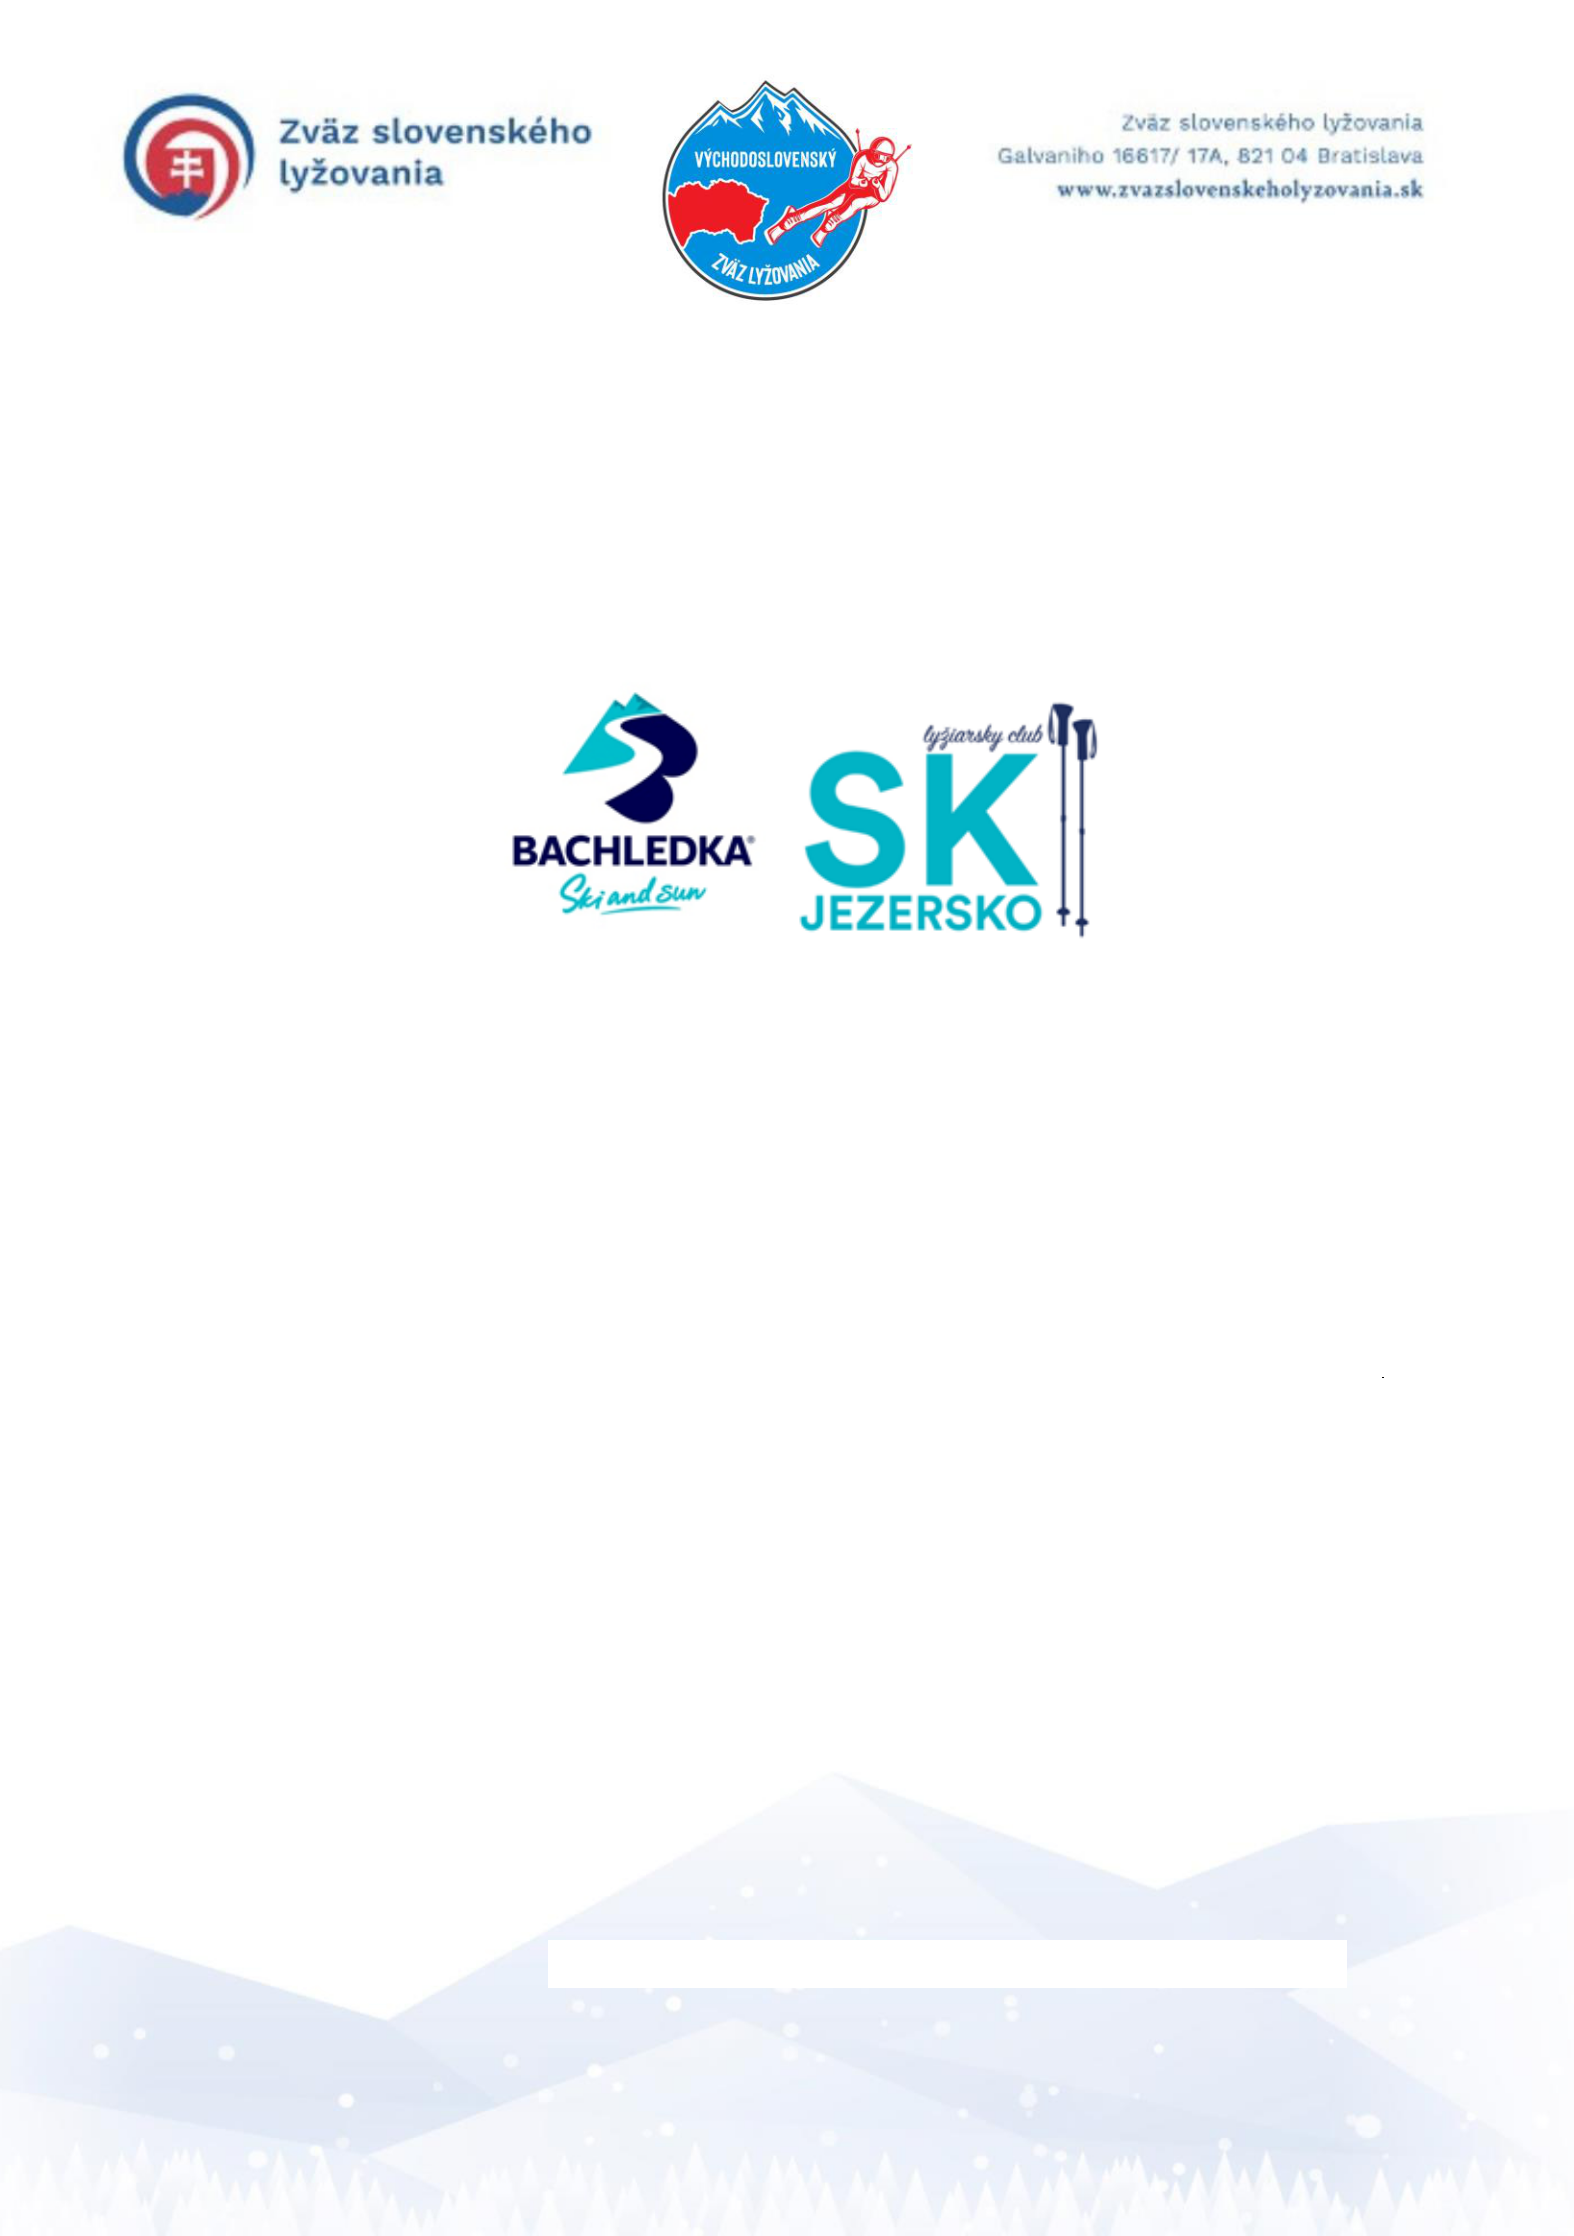 Zväz slovenského
lyžovania
VÝCHODOSLOVENSKÝ
ZVÄZ LYŽOVANIA
Zväz slovenského lyžovania
Galvaniho 16617/ 17A, 821 04 Bratislava
www.zvazslovenskeholyzovania.sk
BACHLEDKA®
Ski and sun
lyžiarsky club
SK
JEZERSKO
.